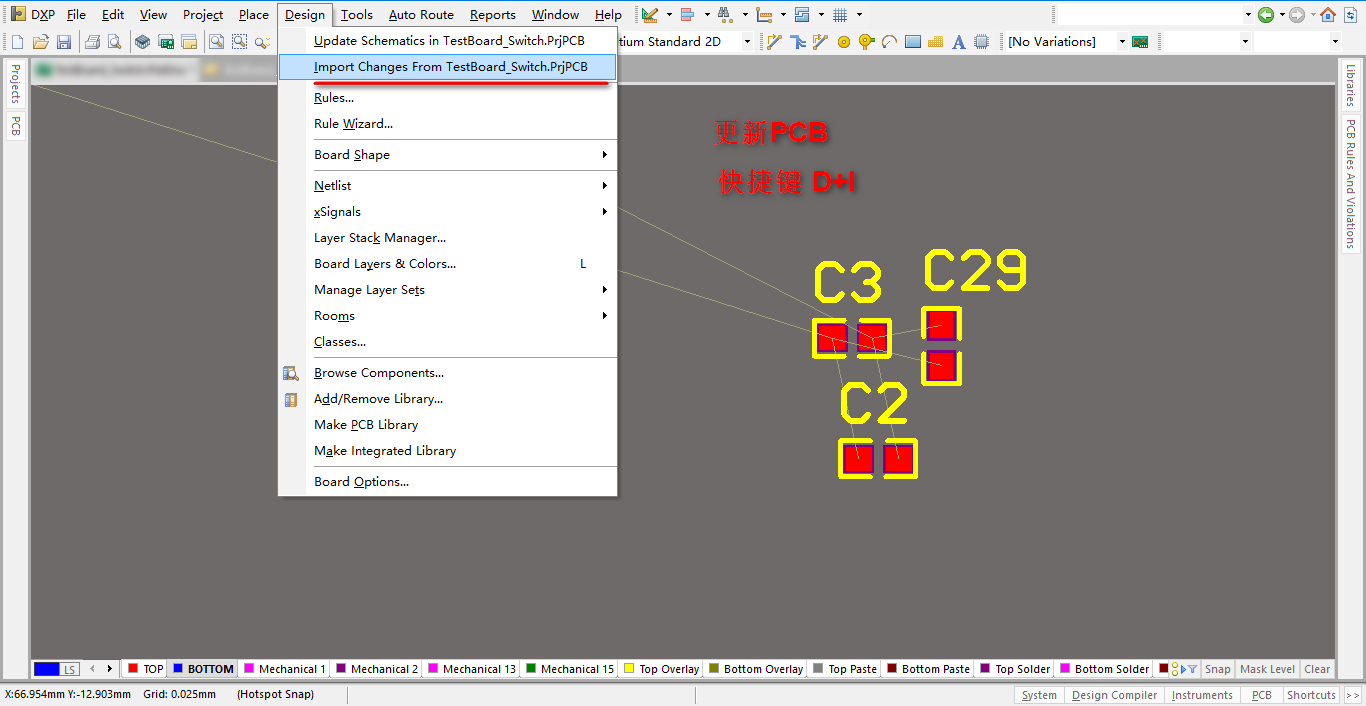 DXP File Edit View Project Place Design Tools Auto Route Reports Window Help
tium Standard 2D [No Variations]
Update Schematics in TestBoard_Switch.PrjPCB
Import Changes From TestBoard_Switch.PrjPCB
Rules...
Rule Wizard...
Board Shape
Netlist
xSignals
Layer Stack Manager...
Board Layers & Colors... L
Manage Layer Sets
Rooms
Classes...
Browse Components...
Add/Remove Library...
Make PCB Library
Make Integrated Library
Board Options...
Projects
PCB
更新PCB
快捷键 D+I
C3
C29
C2
Libraries
PCB Rules And Violations
LS TOP BOTTOM Mechanical 1 Mechanical 2 Mechanical 13 Mechanical 15 Top Overlay Bottom Overlay Top Paste Bottom Paste Top Solder Bottom Solder Snap Mask Level Clear
X:66.954mm Y:-12.903mm Grid: 0.025mm (Hotspot Snap) System Design Compiler Instruments PCB Shortcuts >>